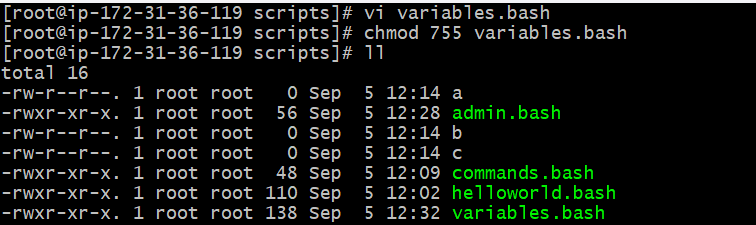 [root@ip-172-31-36-119 scripts]# vi variables.bash
[root@ip-172-31-36-119 scripts]# chmod 755 variables.bash
[root@ip-172-31-36-119 scripts]# ll
total 16
-rw-r--r--. 1 root root   0 Sep  5 12:14 a
-rwxr-xr-x. 1 root root  56 Sep  5 12:28 admin.bash
-rw-r--r--. 1 root root   0 Sep  5 12:14 b
-rw-r--r--. 1 root root   0 Sep  5 12:14 c
-rwxr-xr-x. 1 root root  48 Sep  5 12:09 commands.bash
-rwxr-xr-x. 1 root root 110 Sep  5 12:02 helloworld.bash
-rwxr-xr-x. 1 root root 138 Sep  5 12:32 variables.bash